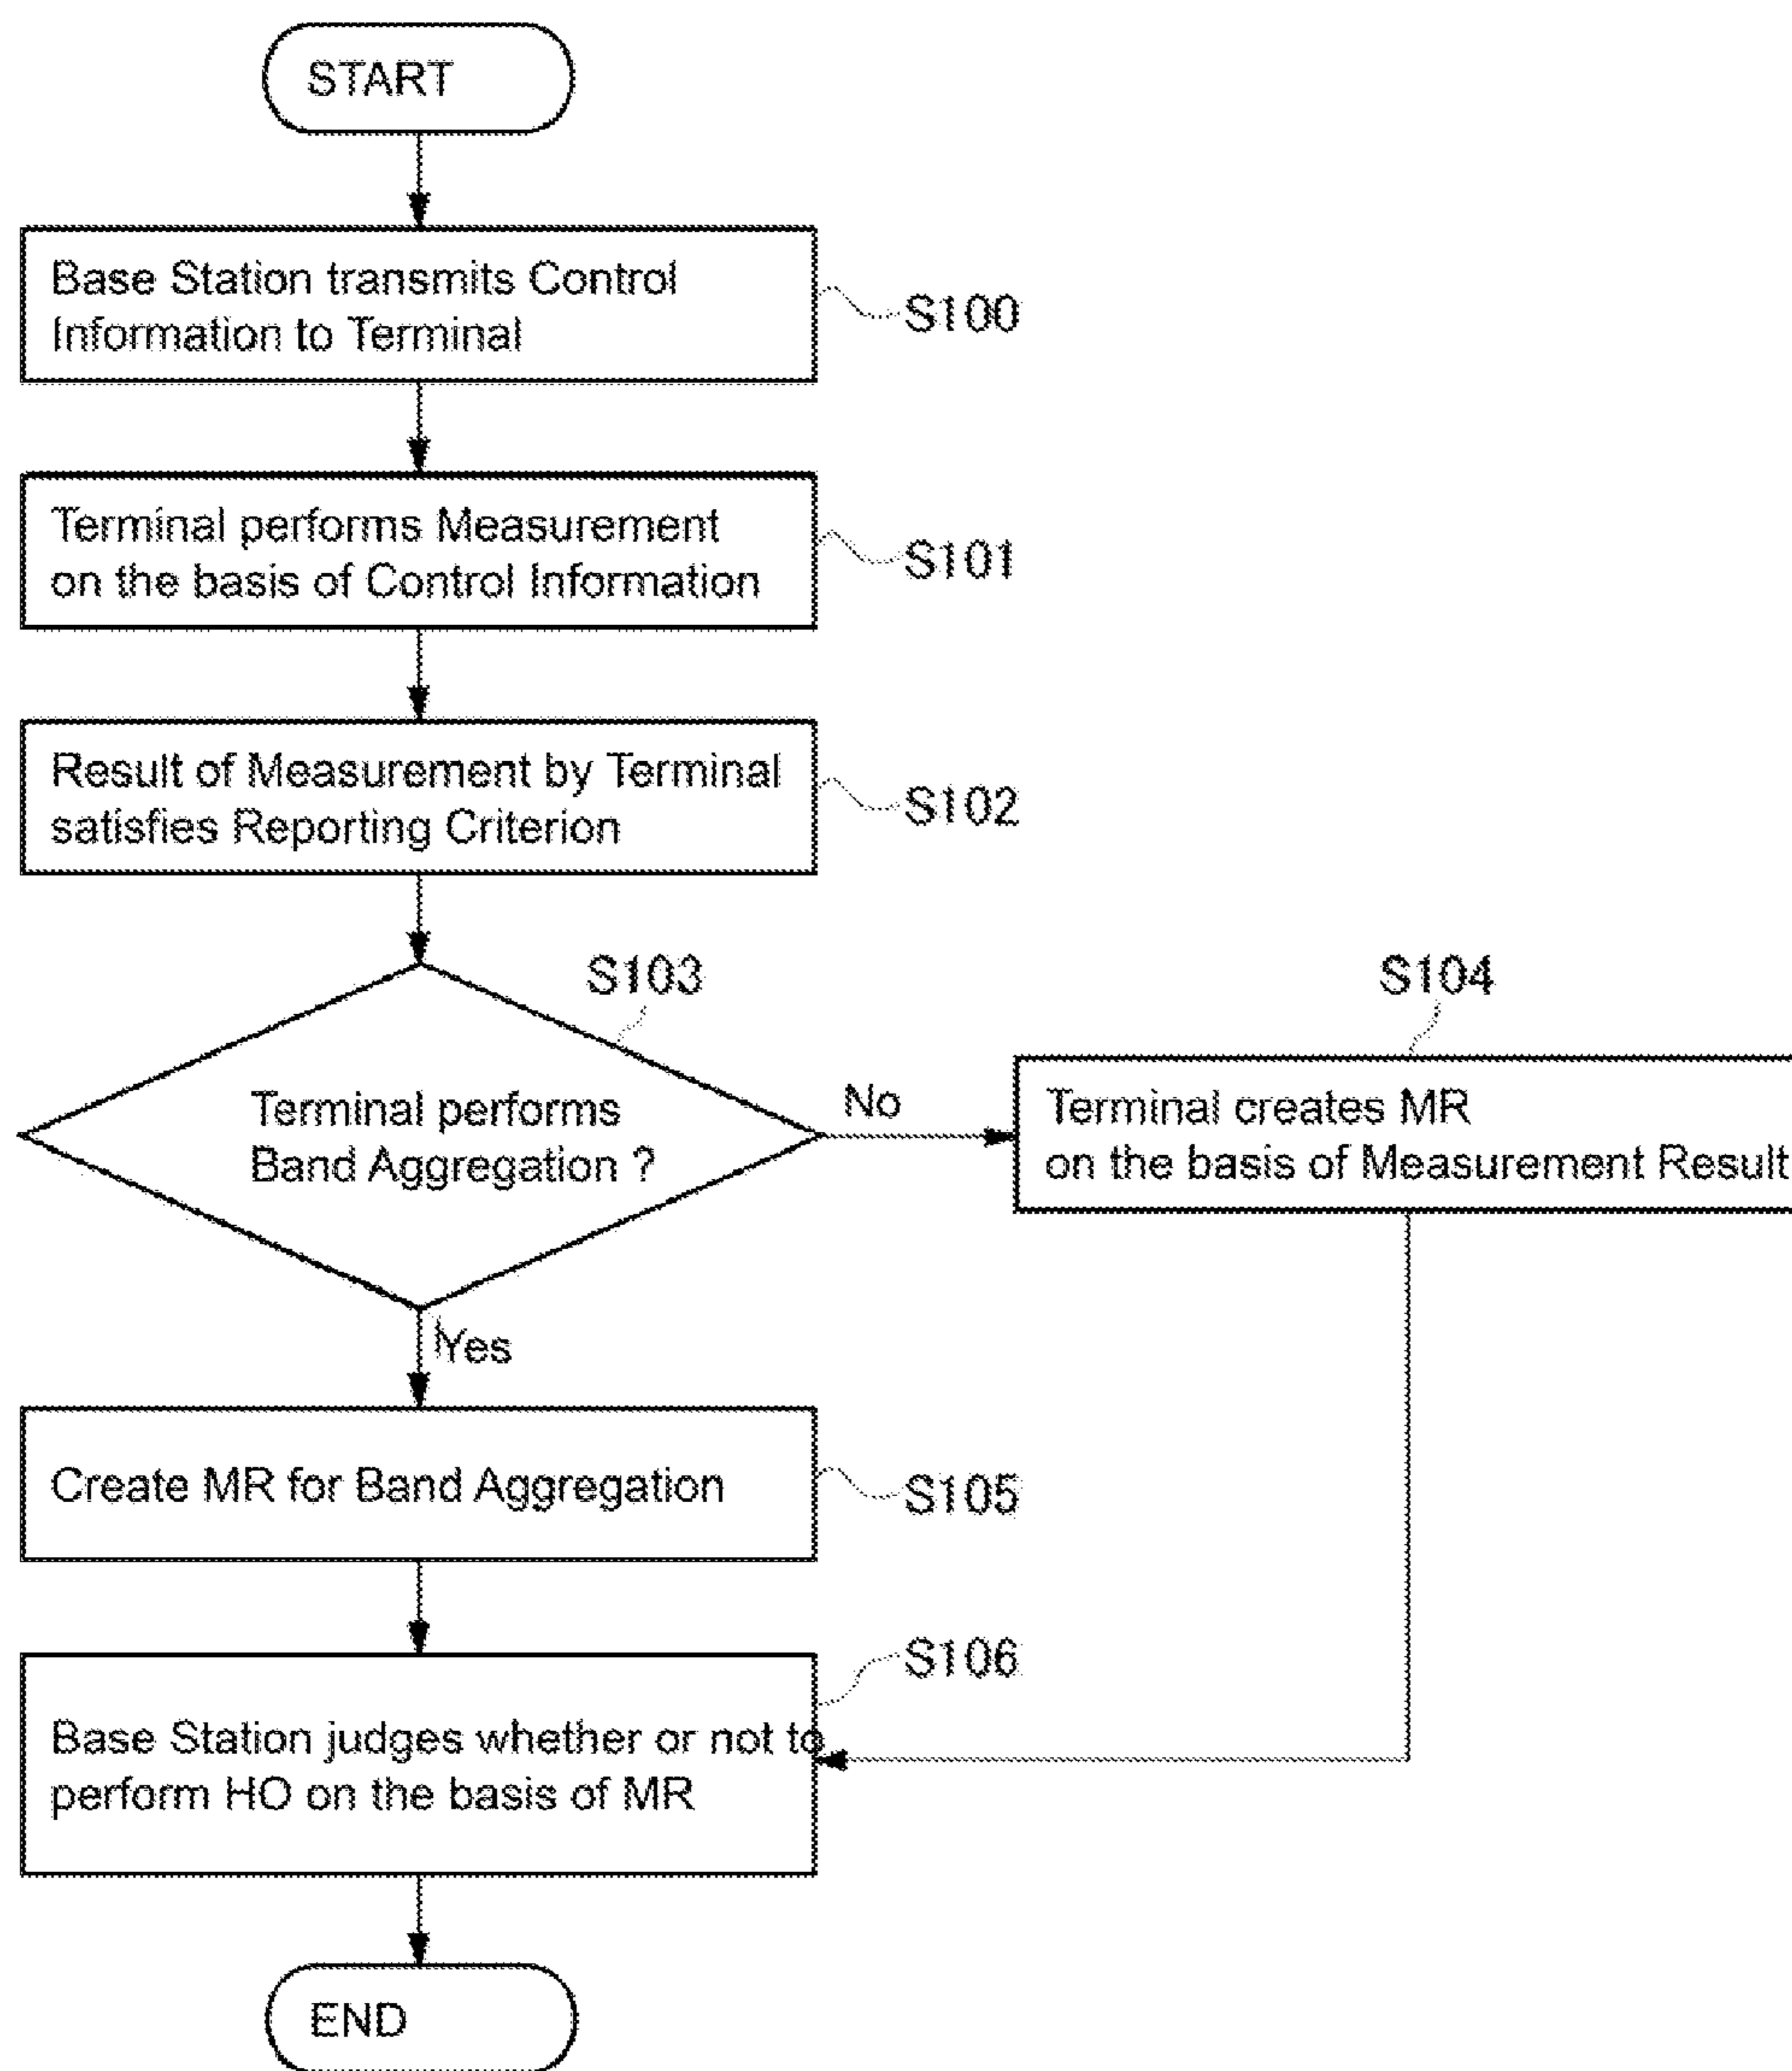 START
Base Station transmits Control
Information to Terminal
S100
Terminal performs Measurement
on the basis of Control Information
S101
Result of Measurement by Terminal
satisfies Reporting Criterion
S102
S103
Terminal performs
Band Aggregation ?
No
S104
Terminal creates MR
on the basis of Measurement Result
Yes
Create MR for Band Aggregation
S105
S106
Base Station judges whether or not to
perform HO on the basis of MR
END